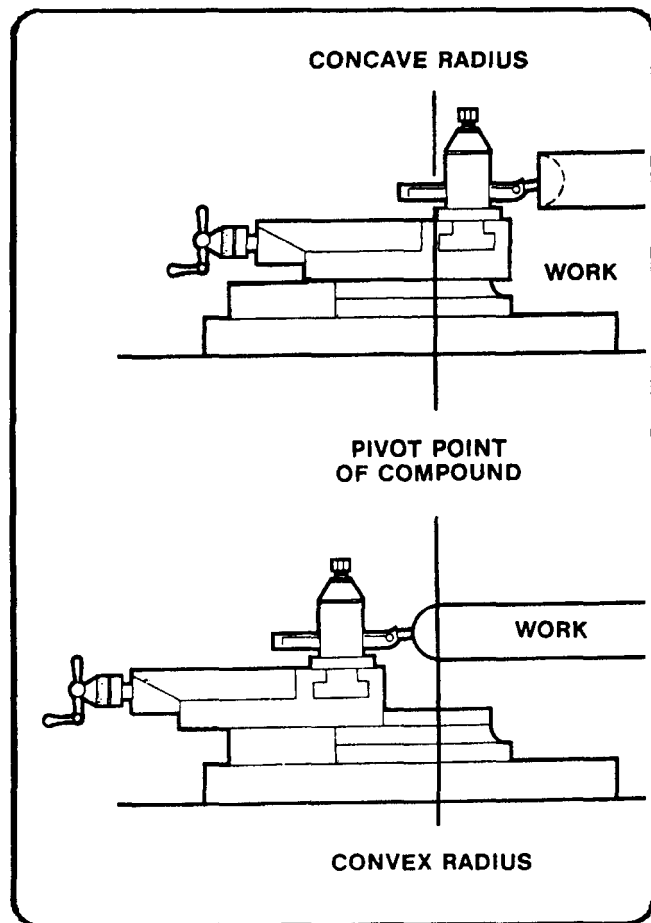 CONCAVE RADIUS
WORK
PIVOT POINT
OF COMPOUND
WORK
CONVEX RADIUS